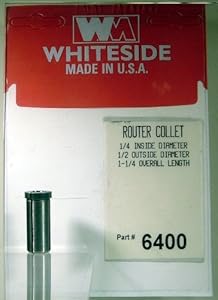 WM
WHITESIDE
MADE IN U.S.A.
ROUTER COLLET
1/4 INSIDE DIAMETER
1/2 OUTSIDE DIAMETER
1-1/4 OVERALL LENGTH
Part # 6400